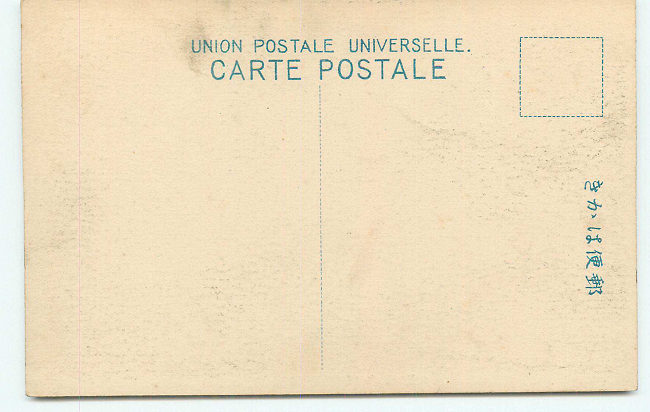 UNION POSTALE UNIVERSELLE.
CARTE POSTALE
郵便はかき